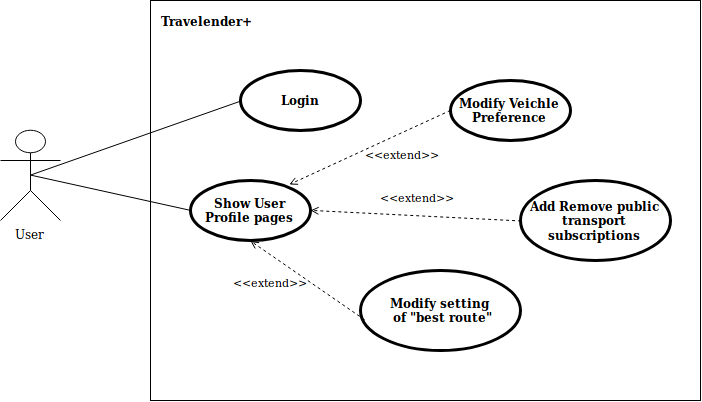 Travelender+
Login
Modify Veichle
Preference
<<extend>>
<<extend>>
Show User
Profile pages
Add Remove public
transport
subscriptions
User
<<extend>>
Modify setting
of "best route"